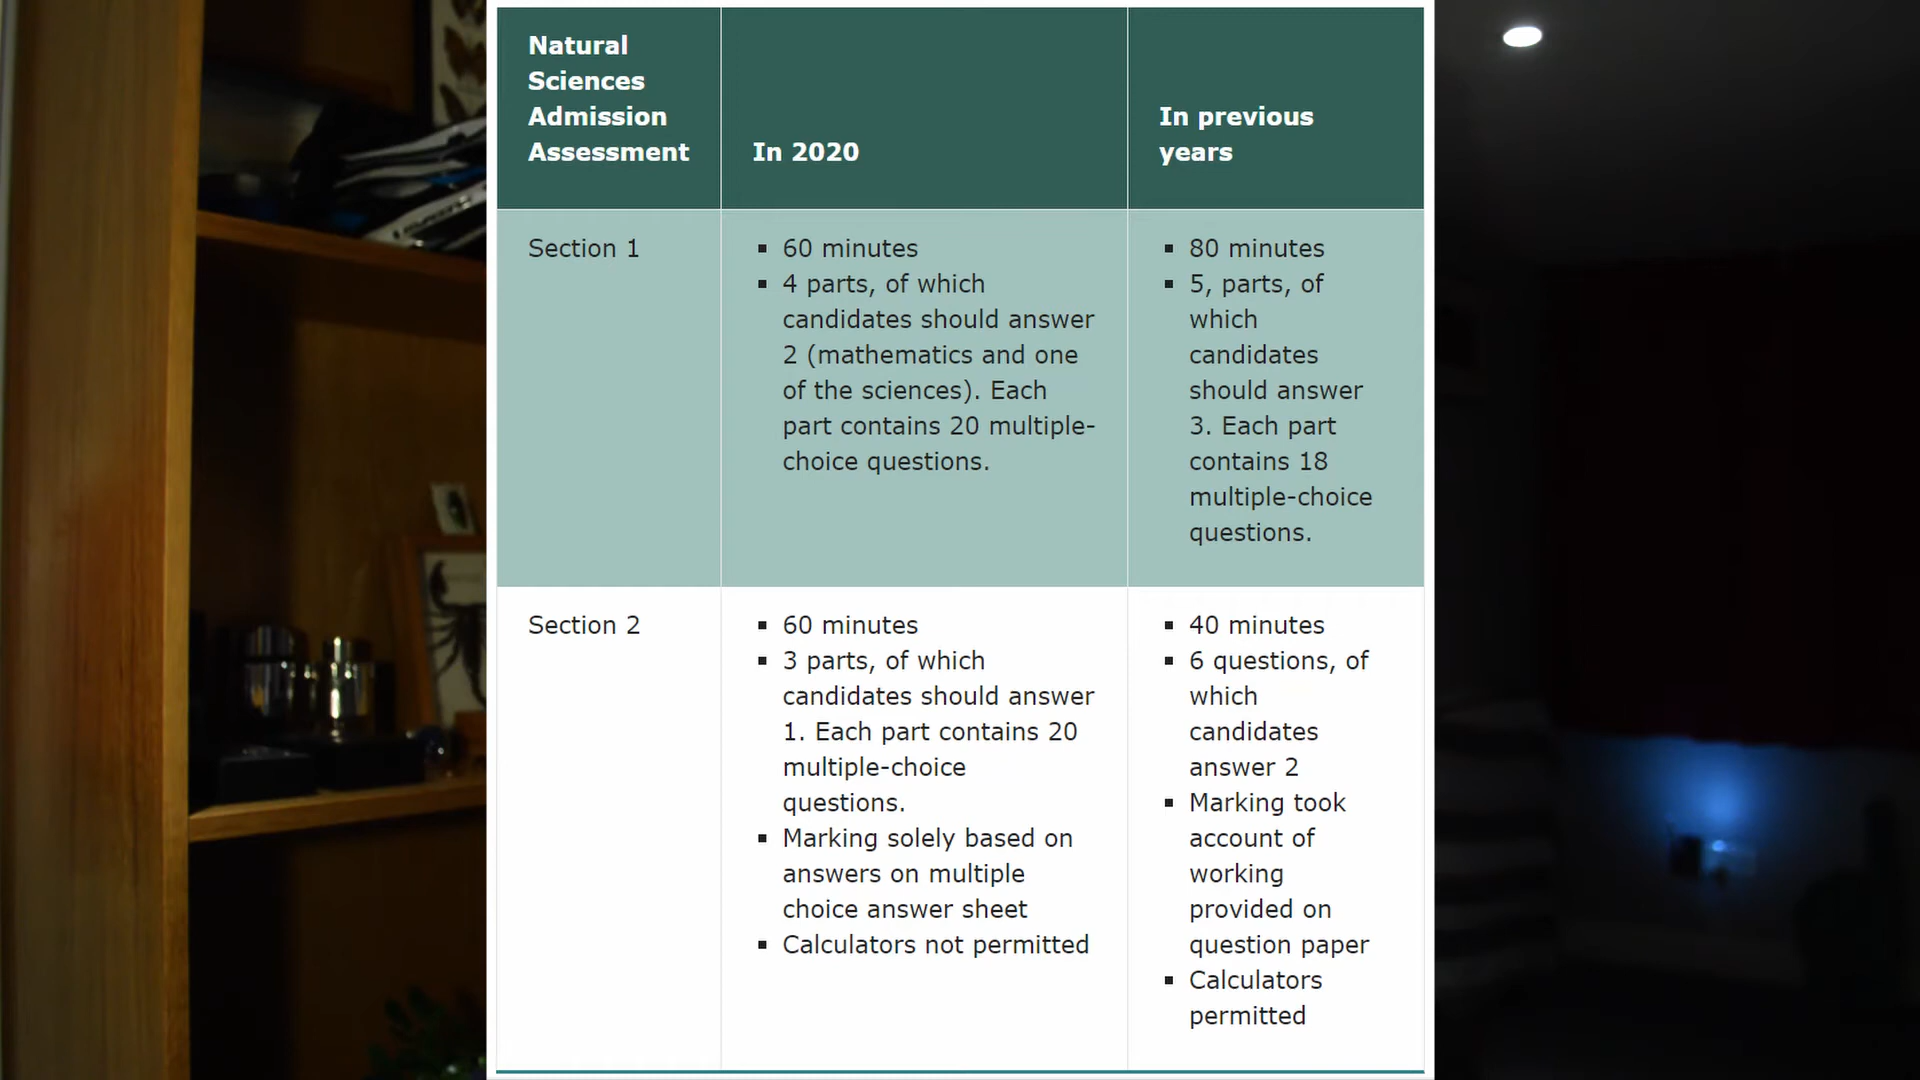 Natural
Sciences
Admission
Assessment
In 2020
In previous
years
Section 1
▪ 60 minutes
▪ 4 parts, of which
candidates should answer
2 (mathematics and one
of the sciences). Each
part contains 20 multiple-
choice questions.
▪ 80 minutes
▪ 5, parts, of
which
candidates
should answer
3. Each part
contains 18
multiple-choice
questions.
Section 2
▪ 60 minutes
▪ 3 parts, of which
candidates should answer
1. Each part contains 20
multiple-choice
questions.
▪ Marking solely based on
answers on multiple
choice answer sheet
▪ Calculators not permitted
▪ 40 minutes
▪ 6 questions, of
which
candidates
answer 2
▪ Marking took
account of
working
provided on
question paper
▪ Calculators
permitted